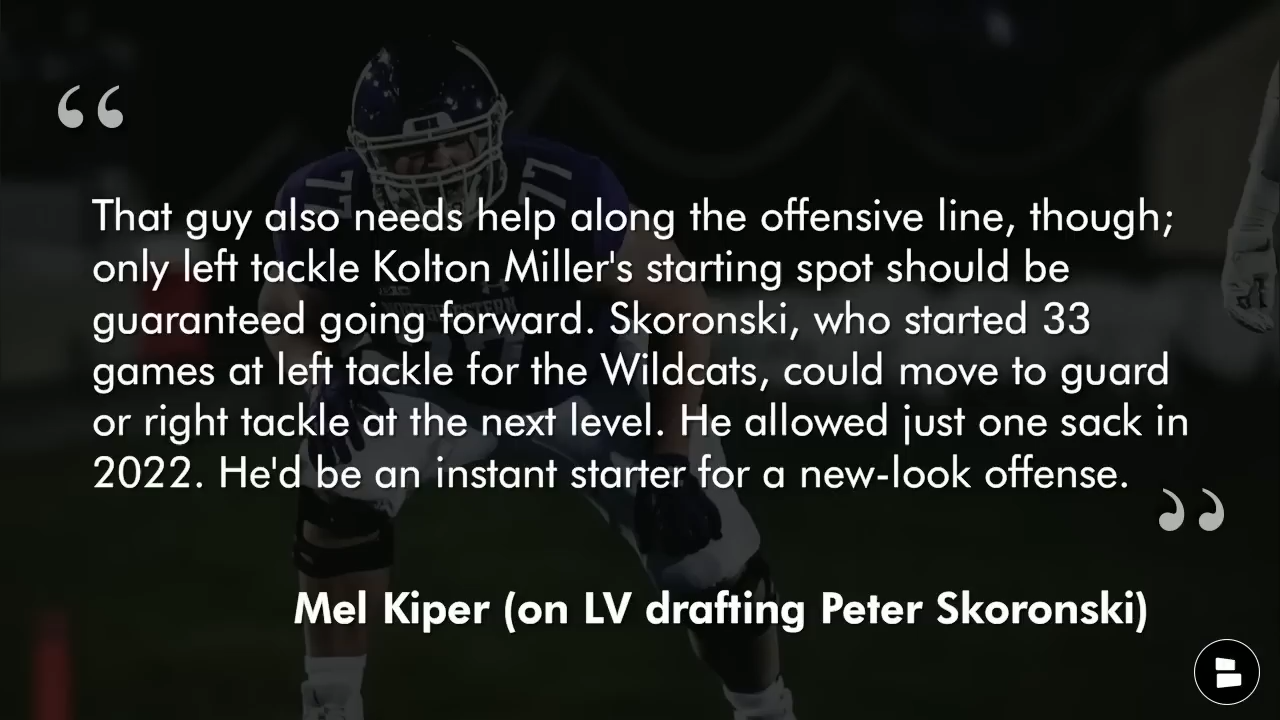 77 77
“
That guy also needs help along the offensive line, though;
only left tackle Kolton Miller's starting spot should be
guaranteed going forward. Skoronski, who started 33
games at left tackle for the Wildcats, could move to guard
or right tackle at the next level. He allowed just one sack in
2022. He'd be an instant starter for a new-look offense.
”
Mel Kiper (on LV drafting Peter Skoronski)